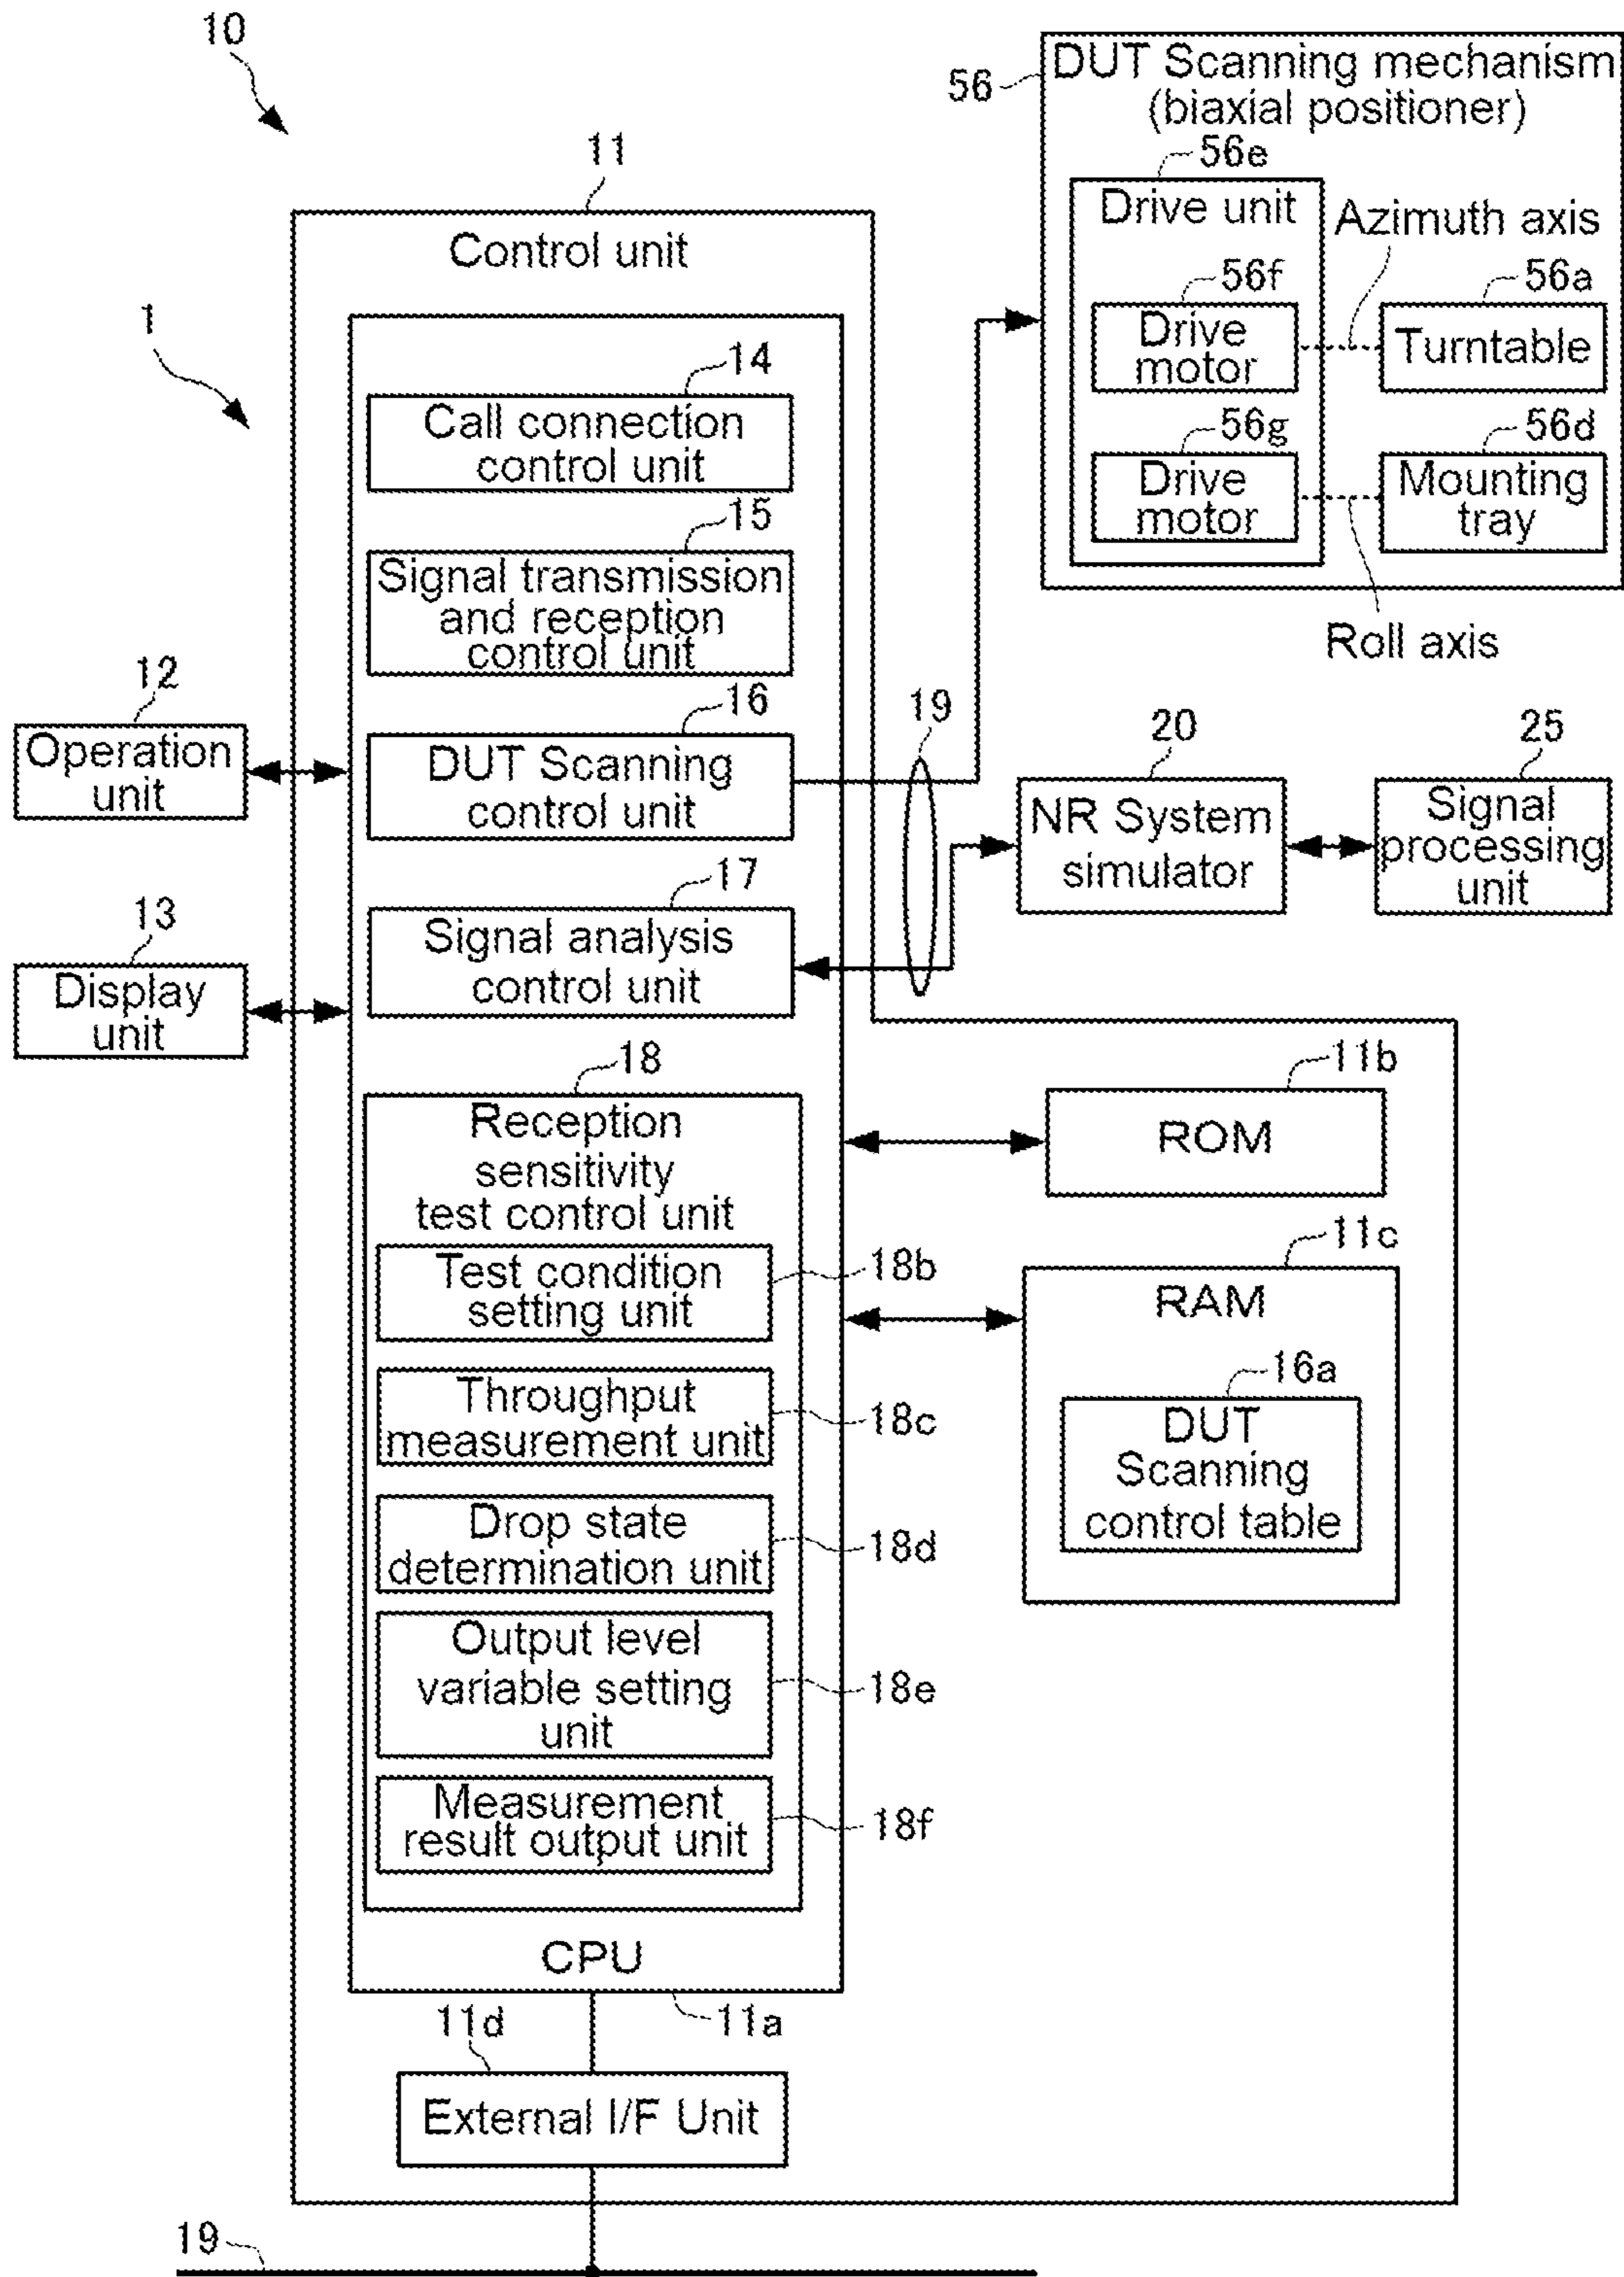 10
1
11
Control unit
14
Call connection
control unit
15
Signal transmission
and reception
control unit
16
DUT Scanning
control unit
17
Signal analysis
control unit
18
Reception
sensitivity
test control unit
Test condition
setting unit
18b
Throughput
measurement unit
18c
Drop state
determination unit
18d
Output level
variable setting
unit
18e
Measurement
result output unit
18f
CPU
11a
11d
External I/F Unit
19
12
Operation
unit
13
Display
unit
56
DUT Scanning mechanism
(biaxial positioner)
56e
Drive unit
Azimuth axis
56f
Drive
motor
56a
Turntable
56g
Drive
motor
56d
Mounting
tray
Roll axis
19
20
NR System
simulator
25
Signal
processing
unit
11b
ROM
11c
RAM
16a
DUT
Scanning
control table